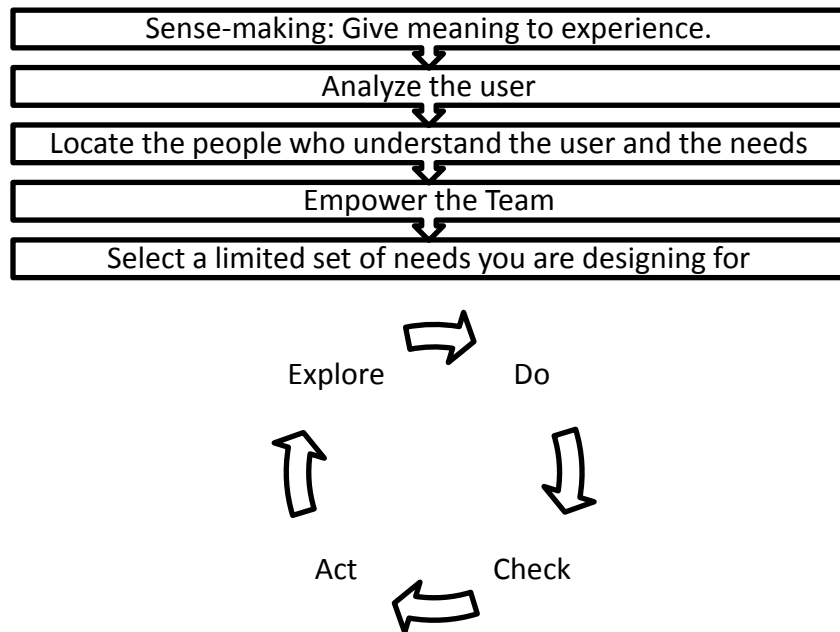 Sense-making: Give meaning to experience.
Analyze the user
Locate the people who understand the user and the needs
Empower the Team
Select a limited set of needs you are designing for
Explore
Do
Act
Check